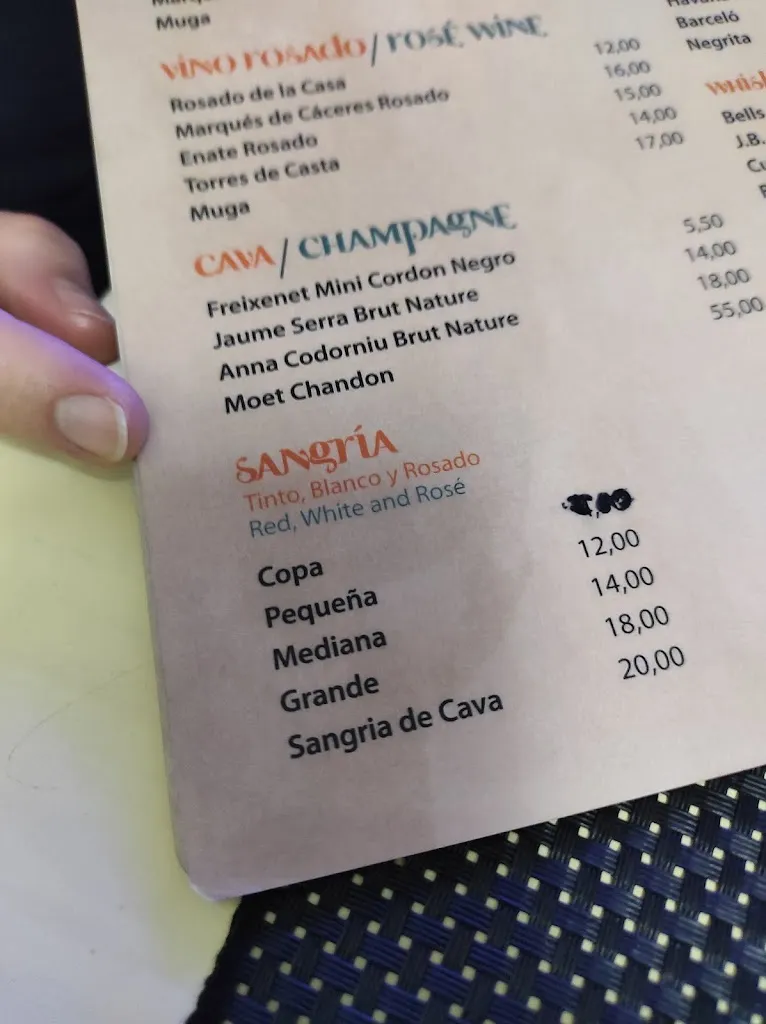 Muga
Barceló
Negrita
VINO ROSADO / ROSÉ WINE
Rosado de la Casa 12,00
Marqués de Cáceres Rosado 16,00
Enate Rosado 15,00
Torres de Casta 14,00
Muga 17,00
Bells
J.B.
CAVA / CHAMPAGNE
Freixenet Mini Cordon Negro 5,50
Jaume Serra Brut Nature 14,00
Anna Codorniu Brut Nature 18,00
Moet Chandon 55,00
SANGRÍA
Tinto, Blanco y Rosado
Red, White and Rosé
Copa
Pequeña 12,00
Mediana 14,00
Grande 18,00
Sangria de Cava 20,00